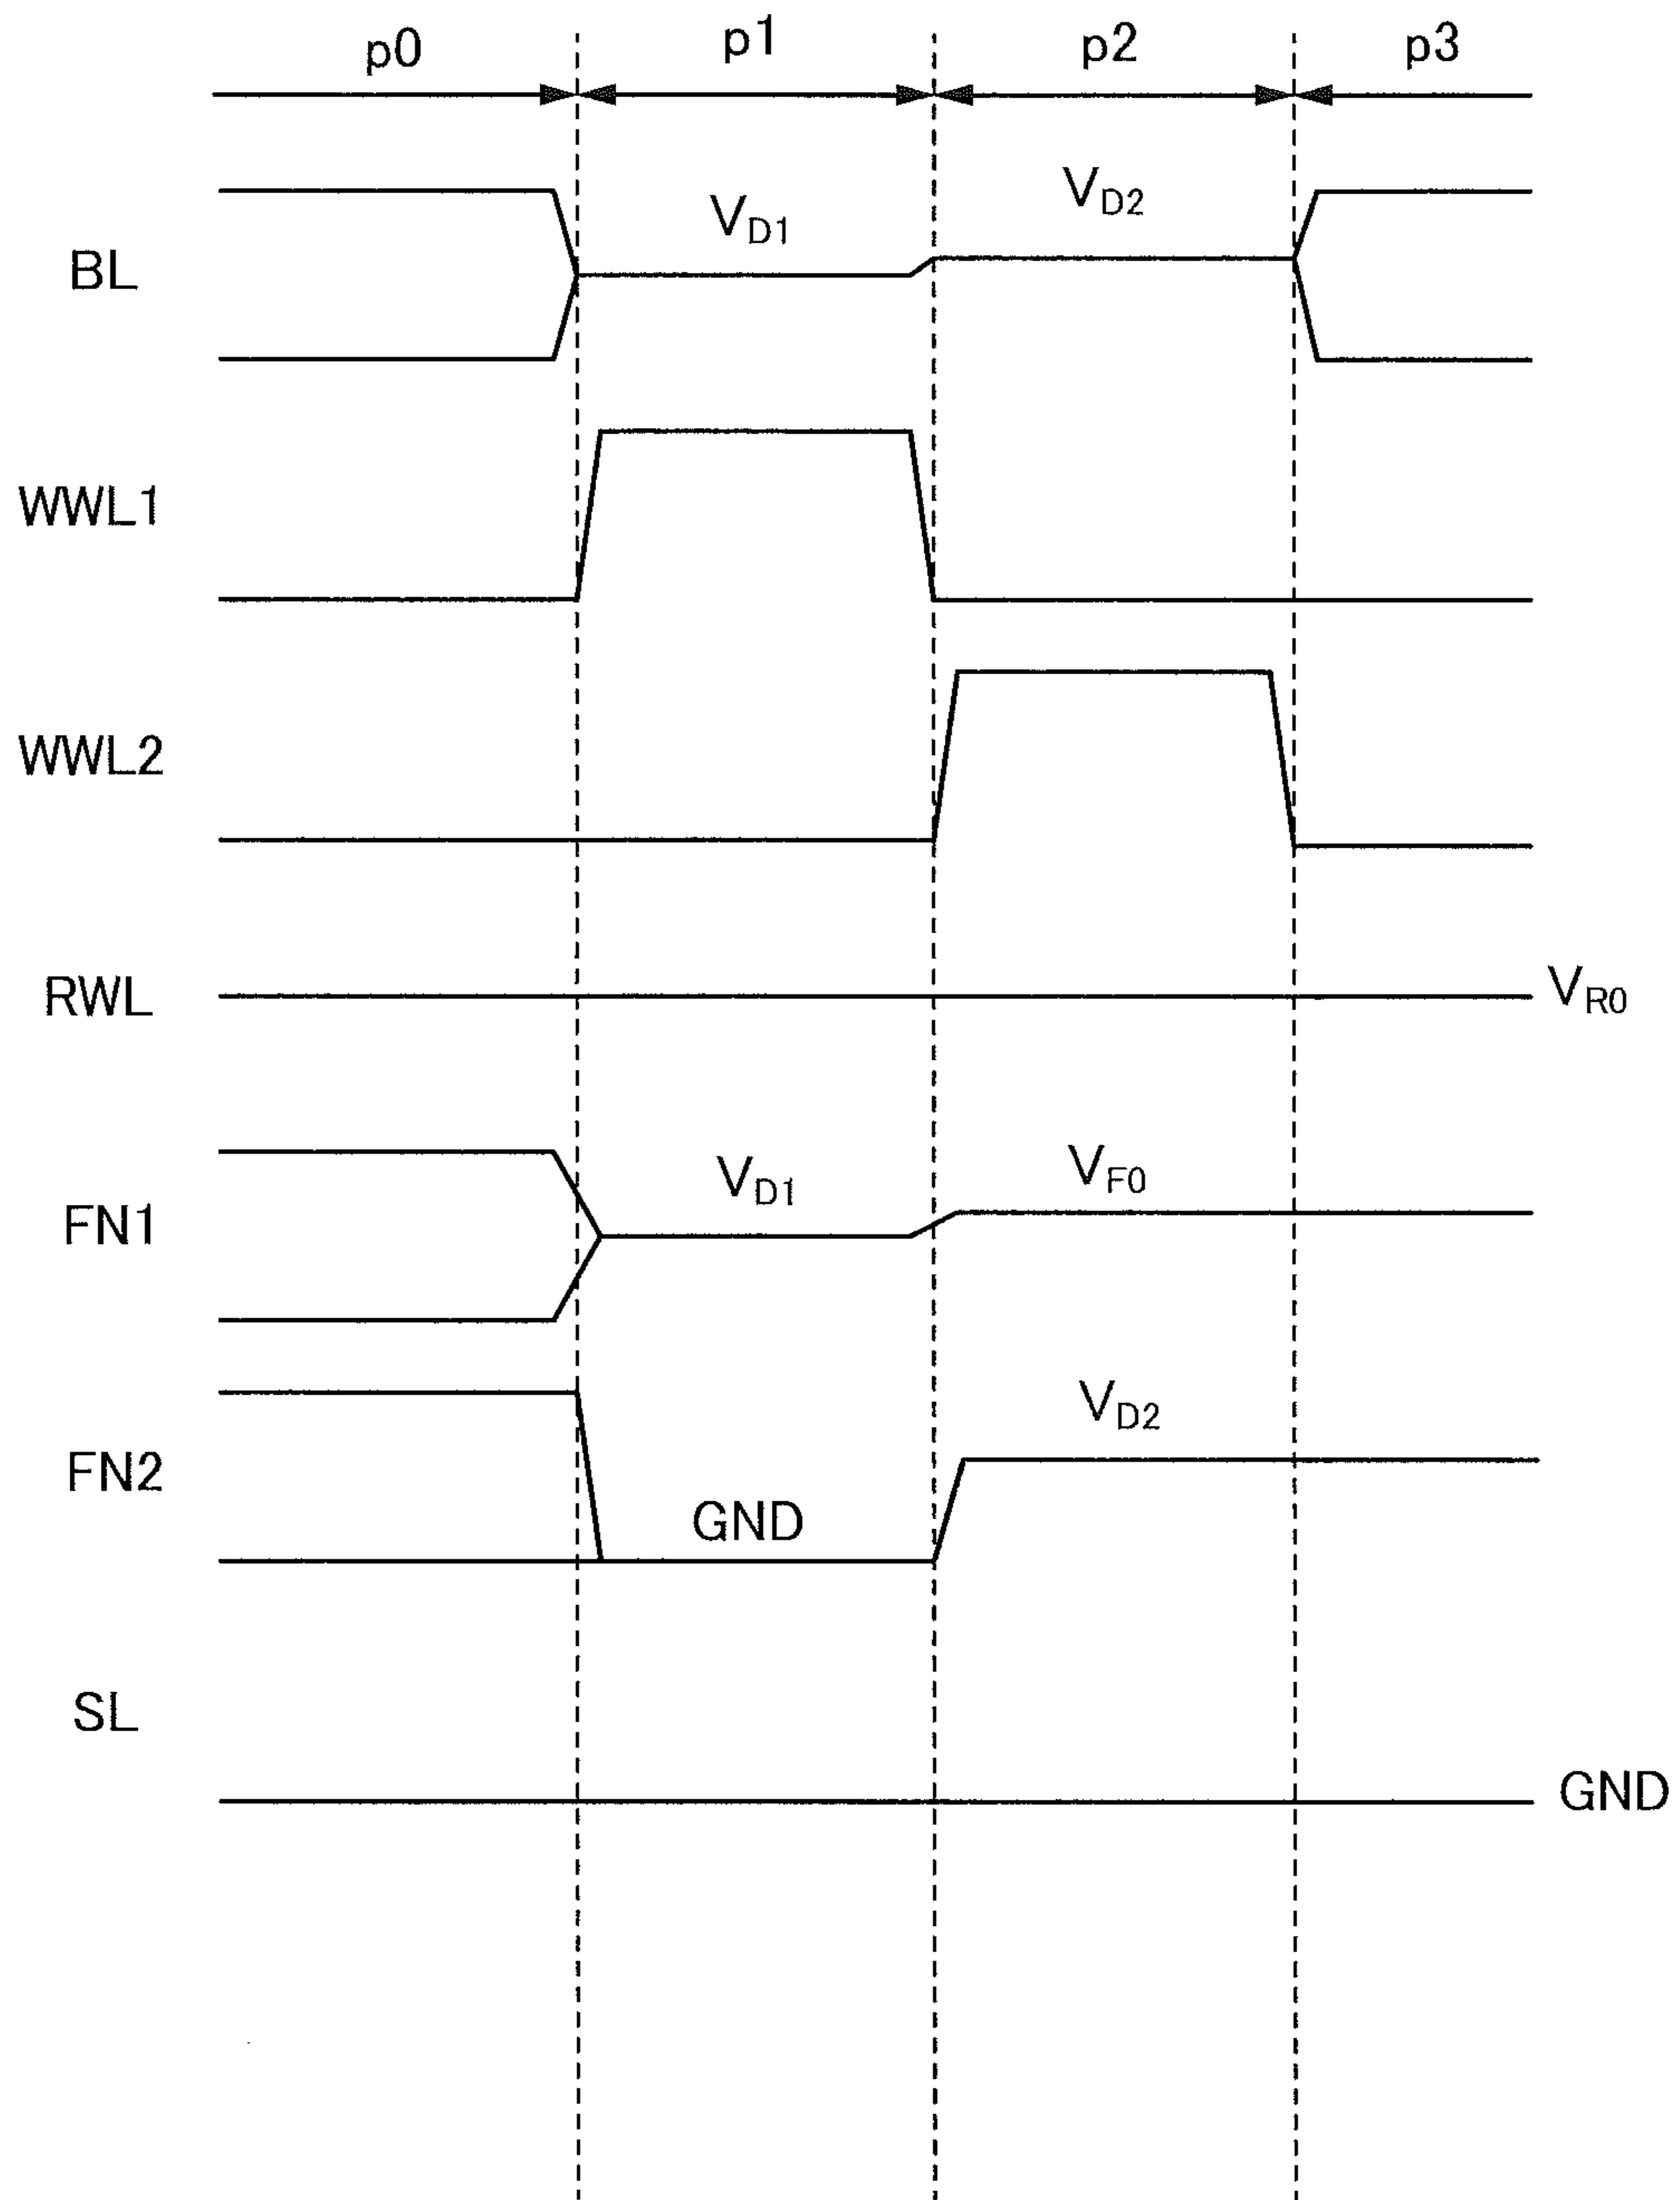 p0 p1 p2 p3
BL V_D1 V_D2
WWL1
WWL2
RWL V_R0
FN1 V_D1 V_F0
FN2 GND V_D2
SL GND